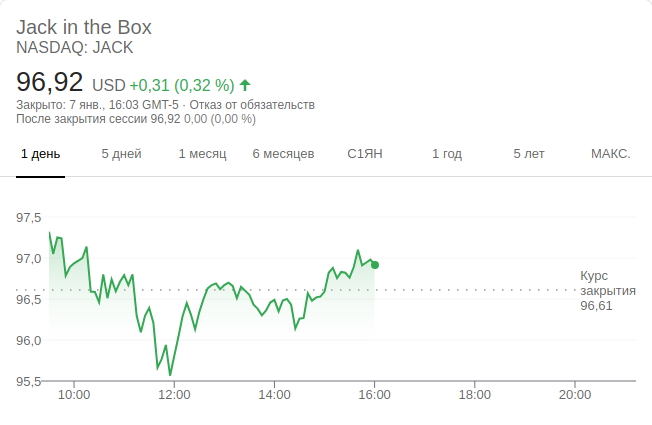 Jack in the Box
NASDAQ: JACK
96,92 USD +0,31 (0,32 %)
Закрыто: 7 янв., 16:03 GMT-5 · Отказ от обязательств
После закрытия сессии 96,92 0,00 (0,00 %)
1 день 5 дней 1 месяц 6 месяцев С1ЯН 1 год 5 лет МАКС.
97,5
97,0
96,5
96,0
95,5
Курс
закрытия
96,61
10:00 12:00 14:00 16:00 18:00 20:00